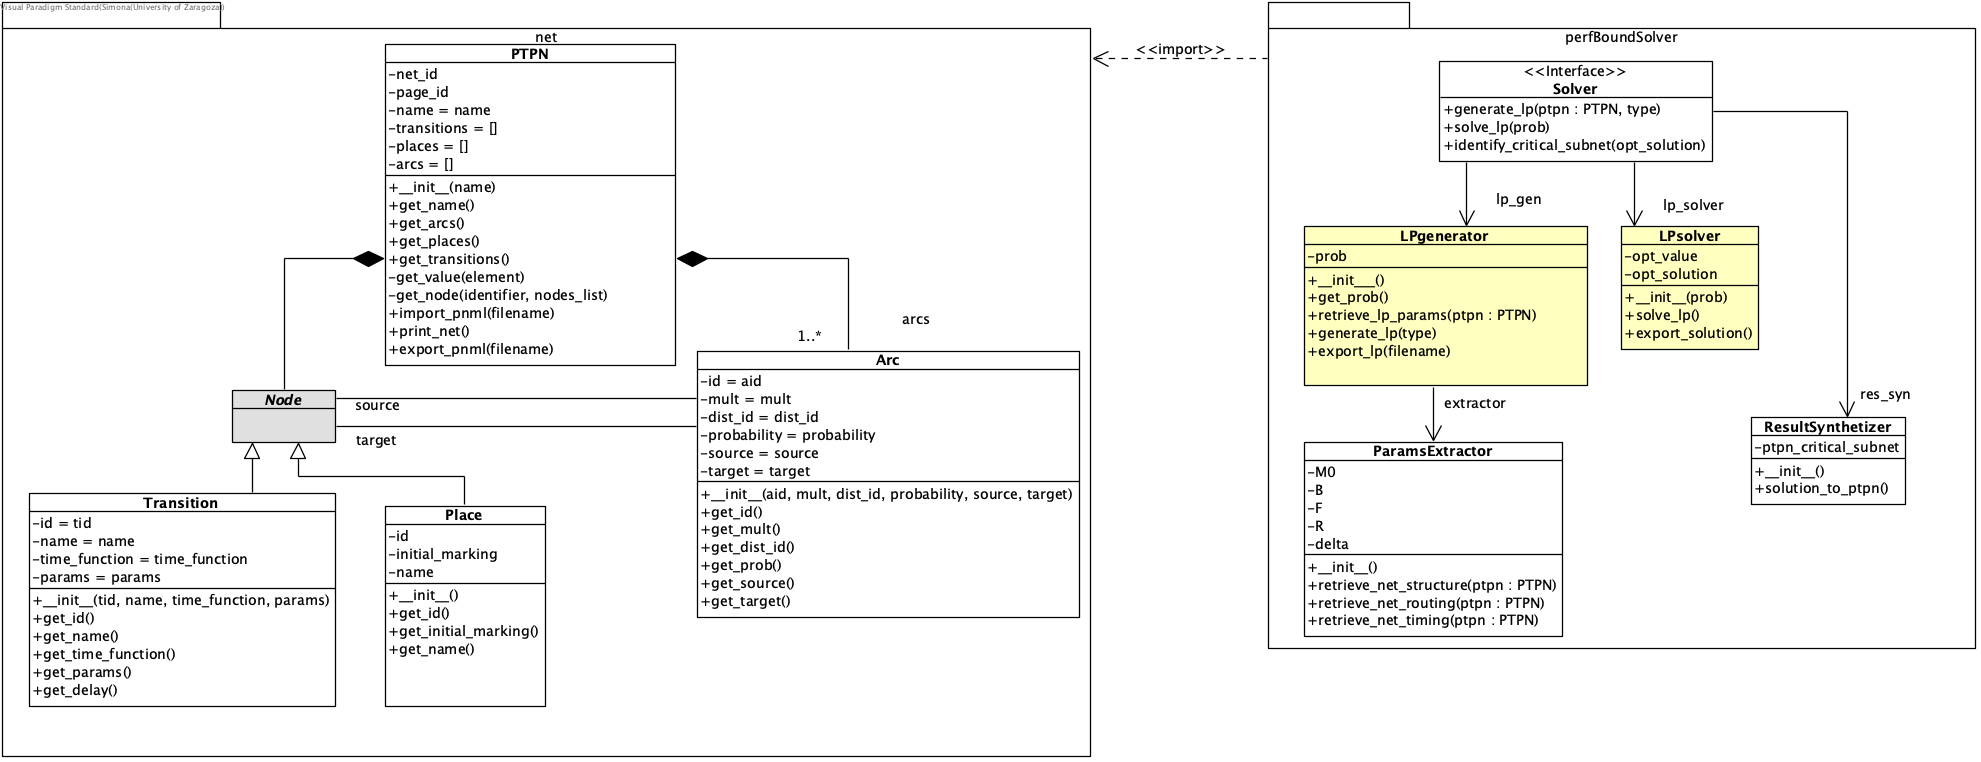 Visual Paradigm Standard(Simona(University of Zaragoza))
net
PTPN
-net_id
-page_id
-name = name
-transitions = []
-places = []
-arcs = []
+__init__(name)
+get_name()
+get_arcs()
+get_places()
+get_transitions()
-get_value(element)
-get_node(identifier, nodes_list)
+import_pnml(filename)
+print_net()
+export_pnml(filename)
arcs
1..*
Node
source
target
Arc
-id = aid
-mult = mult
-dist_id = dist_id
-probability = probability
-source = source
-target = target
+__init__(aid, mult, dist_id, probability, source, target)
+get_id()
+get_mult()
+get_dist_id()
+get_prob()
+get_source()
+get_target()
Transition
-id = tid
-name = name
-time_function = time_function
-params = params
+__init__(tid, name, time_function, params)
+get_id()
+get_name()
+get_time_function()
+get_params()
+get_delay()
Place
-id
-initial_marking
-name
+__init__()
+get_id()
+get_initial_marking()
+get_name()
<<import>>
perfBoundSolver
<<Interface>>
Solver
+generate_lp(ptpn : PTPN, type)
+solve_lp(prob)
+identify_critical_subnet(opt_solution)
lp_gen
lp_solver
LPgenerator
-prob
+__init___()
+get_prob()
+retrieve_lp_params(ptpn : PTPN)
+generate_lp(type)
+export_lp(filename)
LPsolver
-opt_value
-opt_solution
+__init__(prob)
+solve_lp()
+export_solution()
extractor
res_syn
ParamsExtractor
-M0
-B
-F
-R
-delta
+__init__()
+retrieve_net_structure(ptpn : PTPN)
+retrieve_net_routing(ptpn : PTPN)
+retrieve_net_timing(ptpn : PTPN)
ResultSynthetizer
-ptpn_critical_subnet
+__init__()
+solution_to_ptpn()